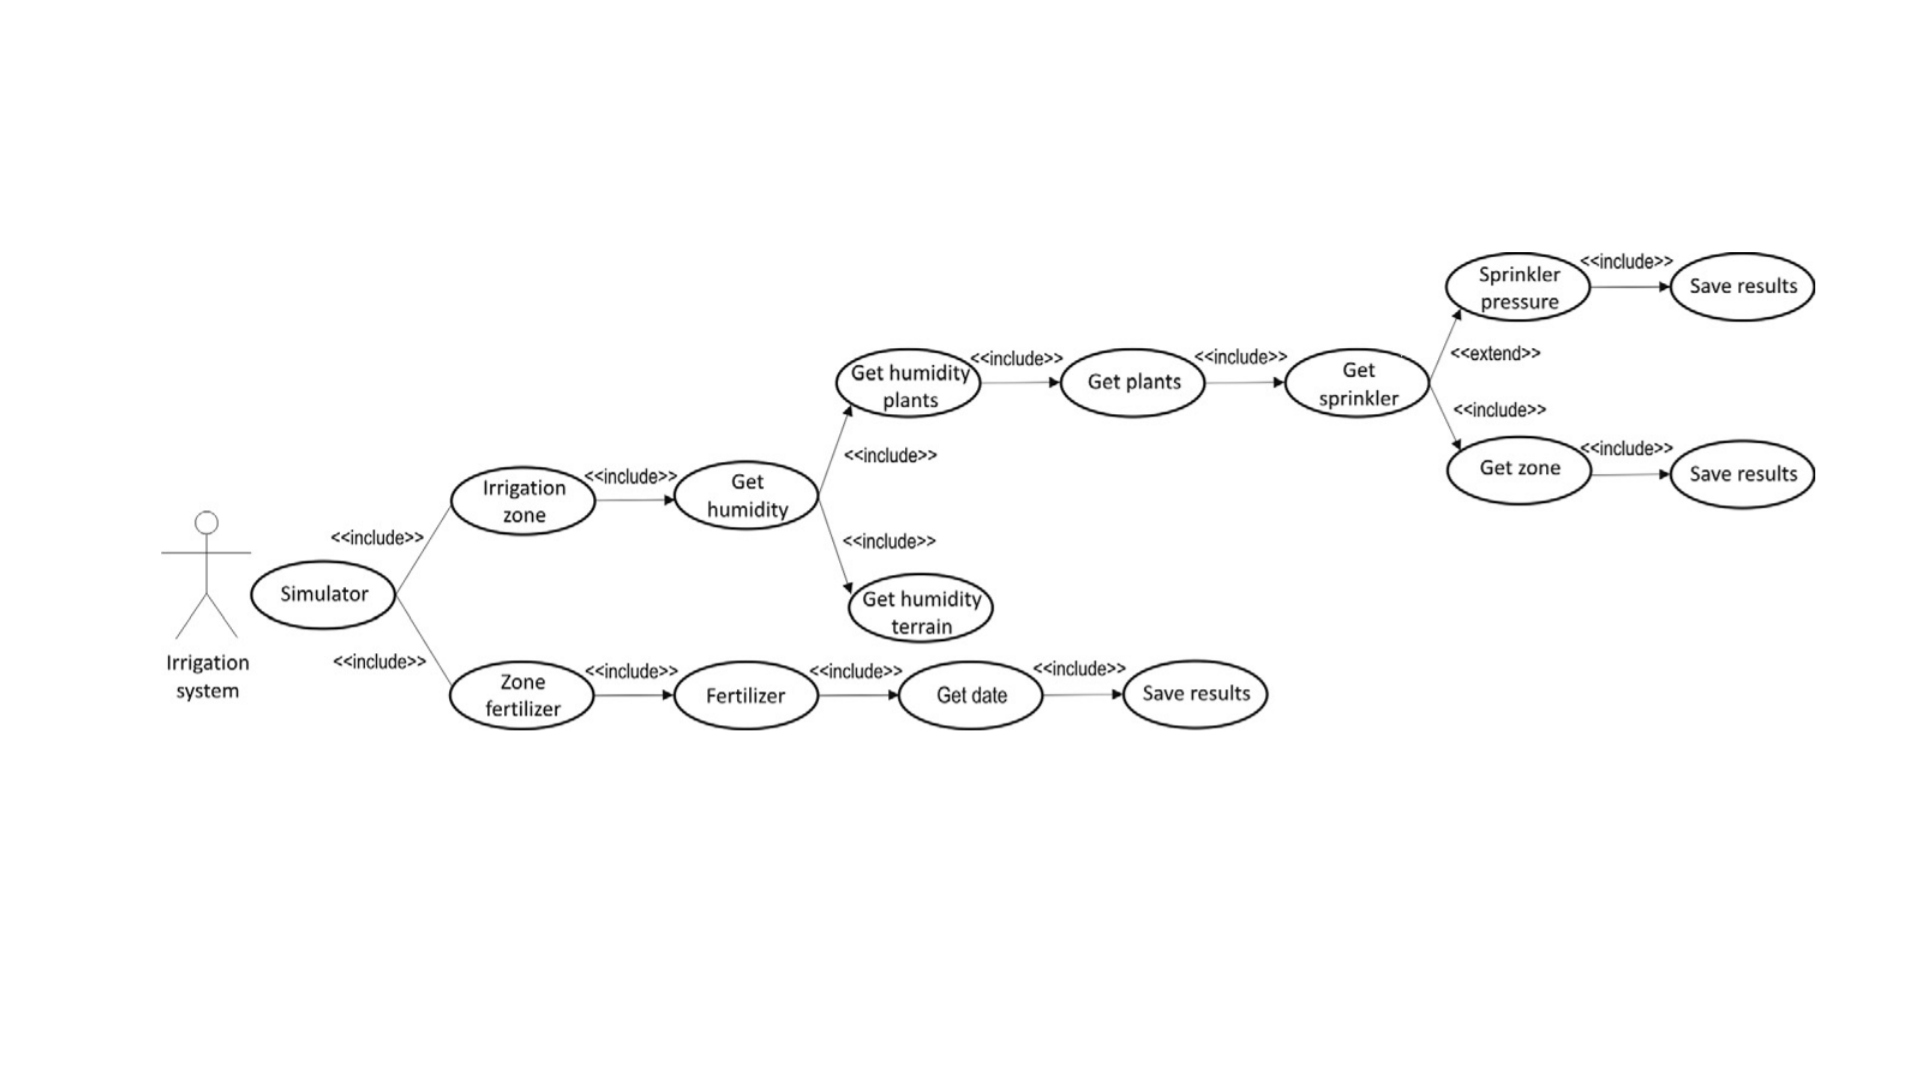 <<include>>
Sprinkler
pressure
Save results
<<extend>>
<<include>>
<<include>>
Get humidity
plants
Get plants
Get
sprinkler
<<include>>
<<include>>
Get zone
Save results
<<include>>
<<include>>
Irrigation
zone
Get
humidity
<<include>>
<<include>>
Simulator
Get humidity
terrain
Irrigation
system
<<include>>
<<include>>
<<include>>
<<include>>
Zone
fertilizer
Fertilizer
Get date
Save results